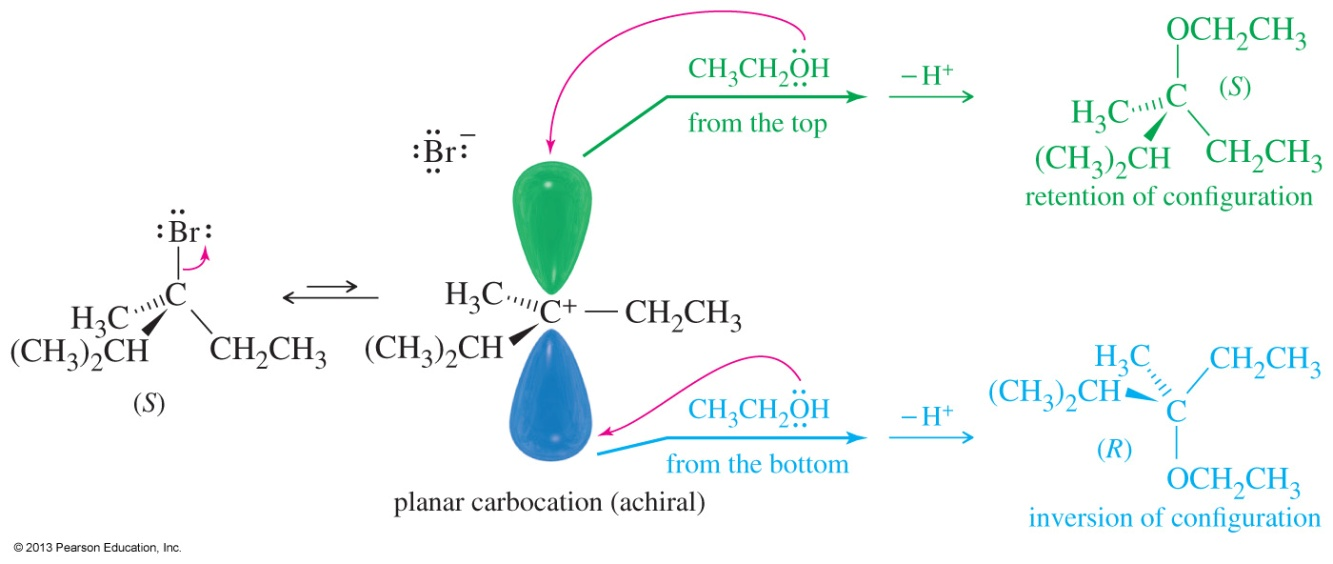 :Br:
H₃C
C
(CH₃)₂CH
CH₂CH₃
(S)
:Br:⁻
H₃C
C⁺
CH₂CH₃
(CH₃)₂CH
planar carbocation (achiral)
CH₃CH₂ÖH
from the top
−H⁺
OCH₂CH₃
C
(S)
H₃C
(CH₃)₂CH
CH₂CH₃
retention of configuration
CH₃CH₂ÖH
from the bottom
−H⁺
H₃C
CH₂CH₃
(CH₃)₂CH
C
(R)
OCH₂CH₃
inversion of configuration
© 2013 Pearson Education, Inc.